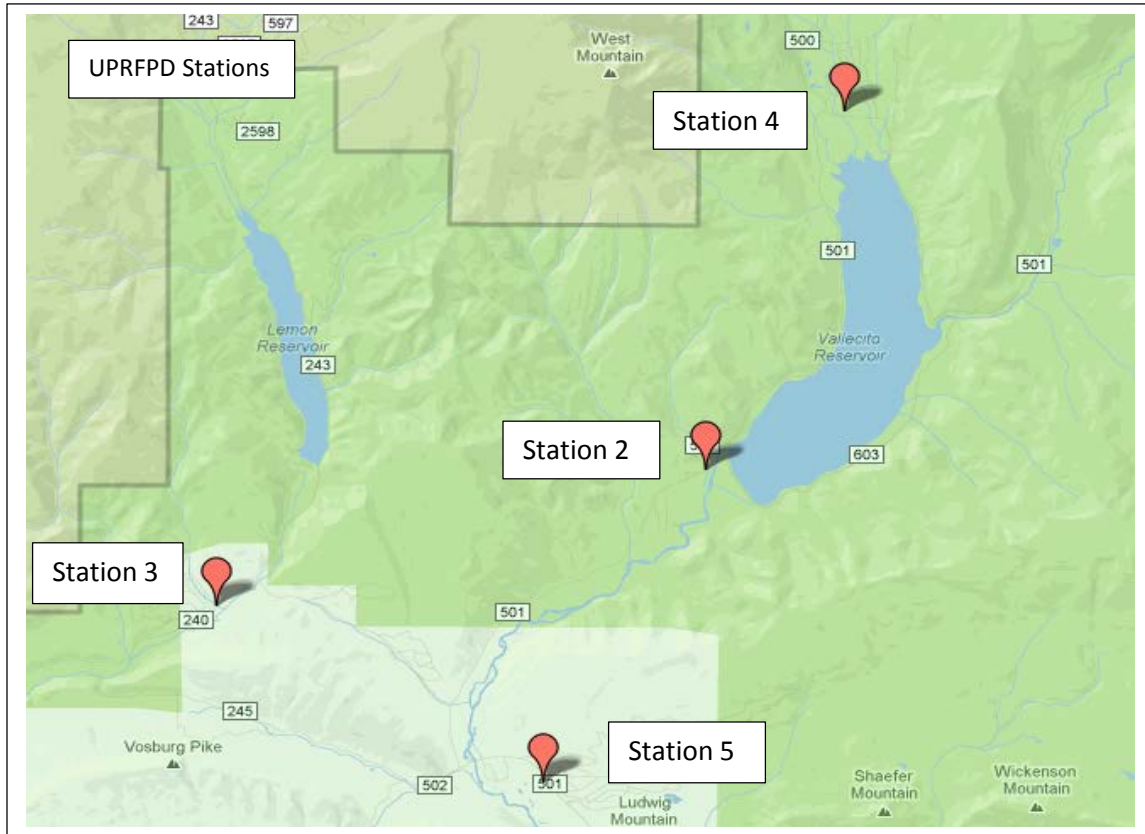 243
597
UPRFPD Stations
West
Mountain
500
Station 4
2598
501
501
Lemon
Reservoir
243
Vallecito
Reservoir
Station 2
603
Station 3
240
501
245
Vosburg Pike
Station 5
502
501
Ludwig
Mountain
Shaefer
Mountain
Wickenson
Mountain